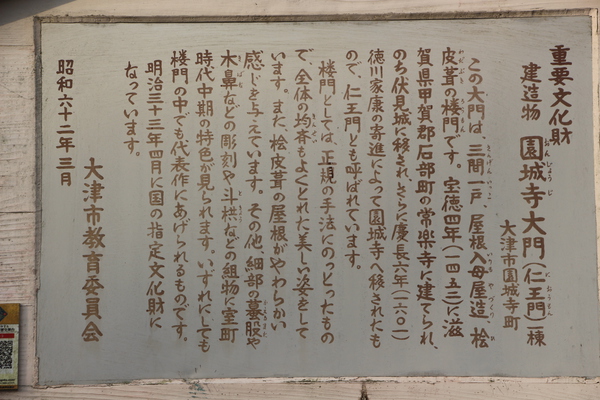 重要文化財
建造物 園城寺大門(仁王門)一棟
大津市園城寺町
この大門は、三間一戸 屋根入母屋造 桧
皮葺の楼門です。宝徳四年(一四五二)に滋
賀県甲賀郡石部町の常楽寺に建てられ、
のち伏見城に移されさらに慶長六年(一六〇一)
徳川家康の寄進によって園城寺へ移されたも
ので、仁王門とも呼ばれています。
楼門としては、正規の手法にのっとったもの
で、全体の均斉もよくとれた美しい姿をして
います。また、桧皮葺の屋根がやわらかい
感じを与えています。その他、細部の蟇股や
木鼻などの彫刻や斗栱などの組物に室町
時代中期の特色が見られます。いずれにしても
楼門の中でも代表作にあげられるものです。
明治三十三年四月に国の指定文化財に
なっています。
大津市教育委員会
昭和六十二年三月